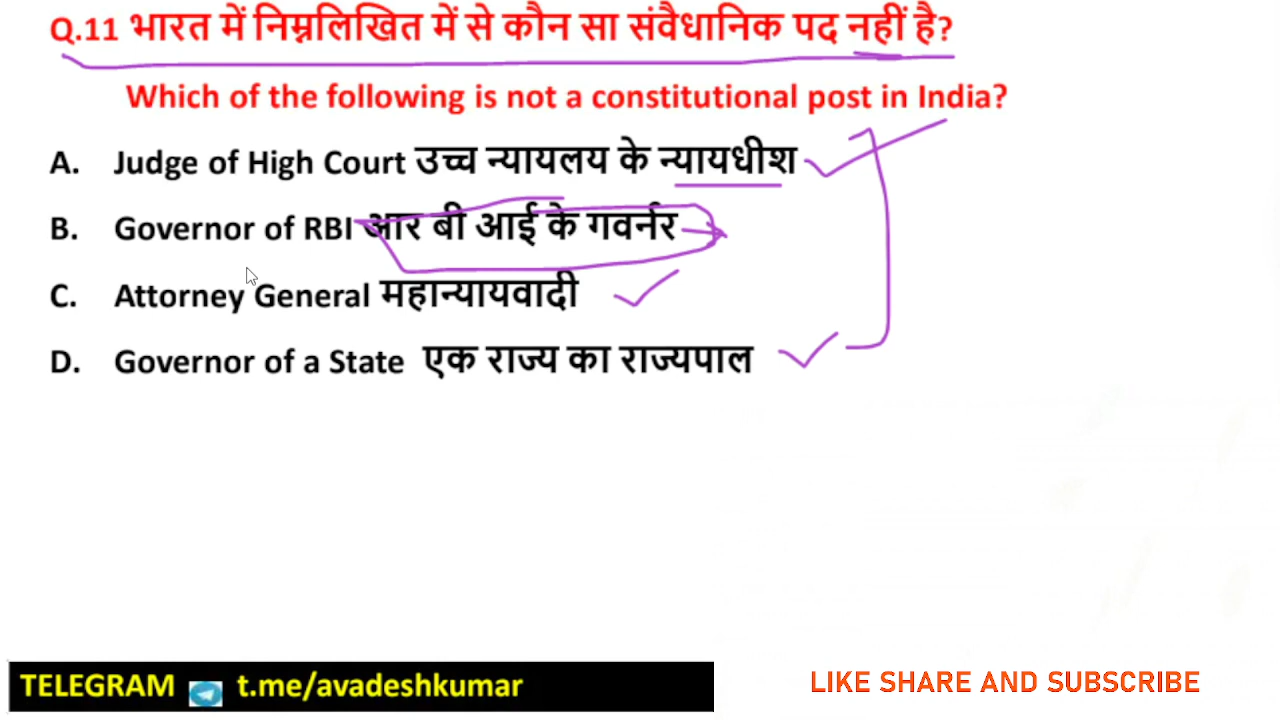 Q.11 भारत में निम्नलिखित में से कौन सा संवैधानिक पद नहीं है?
Which of the following is not a constitutional post in India?
A. Judge of High Court उच्च न्यायलय के न्यायधीश
B. Governor of RBI आर बी आई के गवर्नर
C. Attorney General महान्यायवादी
D. Governor of a State एक राज्य का राज्यपाल
TELEGRAM t.me/avadeshkumar
LIKE SHARE AND SUBSCRIBE